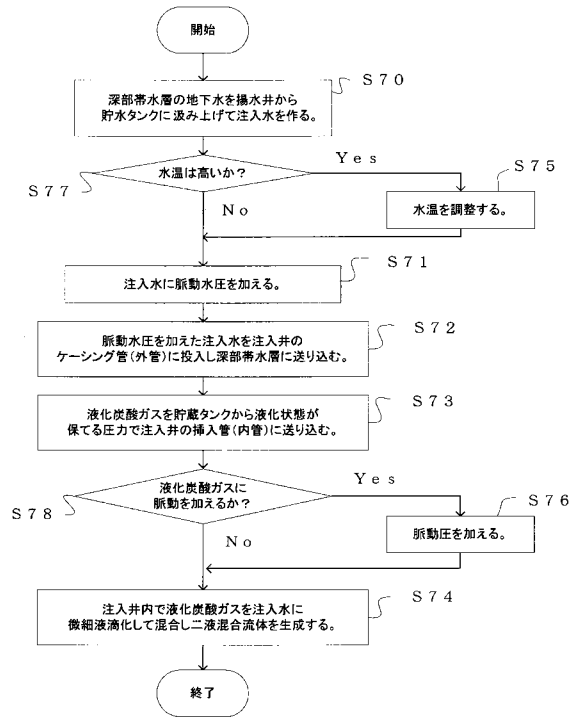 開始
S70
深部帯水層の地下水を揚水井から
貯水タンクに汲み上げて注入水を作る。
Yes
S75
水温は高いか？
S77
No
水温を調整する。
S71
注入水に脈動水圧を加える。
S72
脈動水圧を加えた注入水を注入井の
ケーシング管(外管)に投入し深部帯水層に送り込む。
S73
液化炭酸ガスを貯蔵タンクから液化状態が
保てる圧力で注入井の挿入管(内管)に送り込む。
Yes
S76
液化炭酸ガスに
脈動を加えるか？
S78
No
脈動圧を加える。
S74
注入井内で液化炭酸ガスを注入水に
微細液滴化して混合し二液混合流体を生成する。
終了